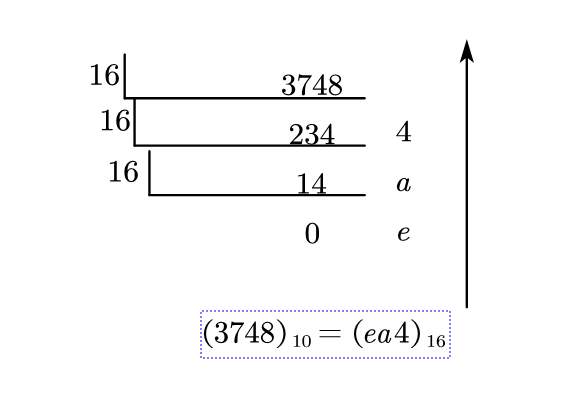 16 3748
16 234 4
16 14 a
0 e
(3748)₁₀ = (ea4)₁₆